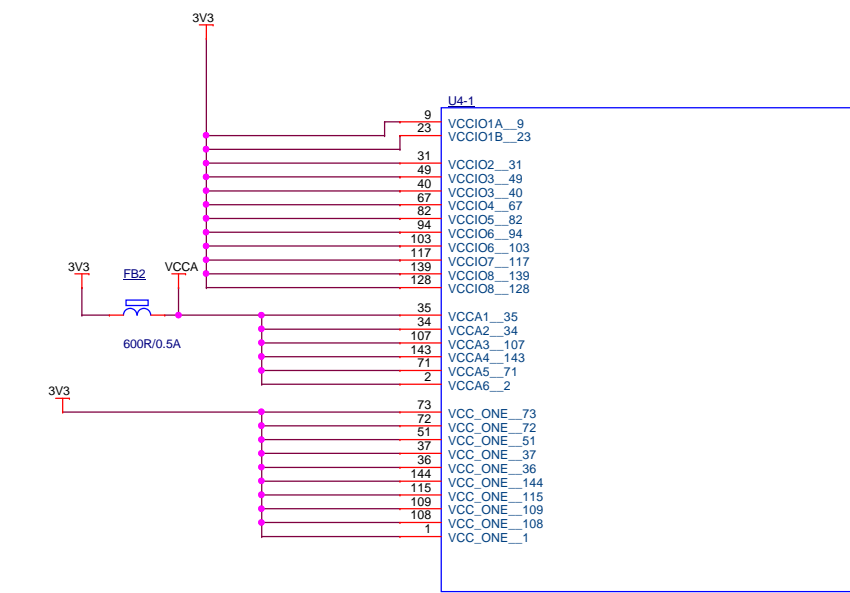 3V3
U4-1
9 VCCIO1A__9
23 VCCIO1B__23
31 VCCIO2__31
49 VCCIO3__49
40 VCCIO3__40
67 VCCIO4__67
82 VCCIO5__82
94 VCCIO6__94
103 VCCIO6__103
117 VCCIO7__117
139 VCCIO8__139
128 VCCIO8__128
3V3 FB2 VCCA
600R/0.5A
35 VCCA1__35
34 VCCA2__34
107 VCCA3__107
143 VCCA4__143
71 VCCA5__71
2 VCCA6__2
3V3
73 VCC_ONE__73
72 VCC_ONE__72
51 VCC_ONE__51
37 VCC_ONE__37
36 VCC_ONE__36
144 VCC_ONE__144
115 VCC_ONE__115
109 VCC_ONE__109
108 VCC_ONE__108
1 VCC_ONE__1